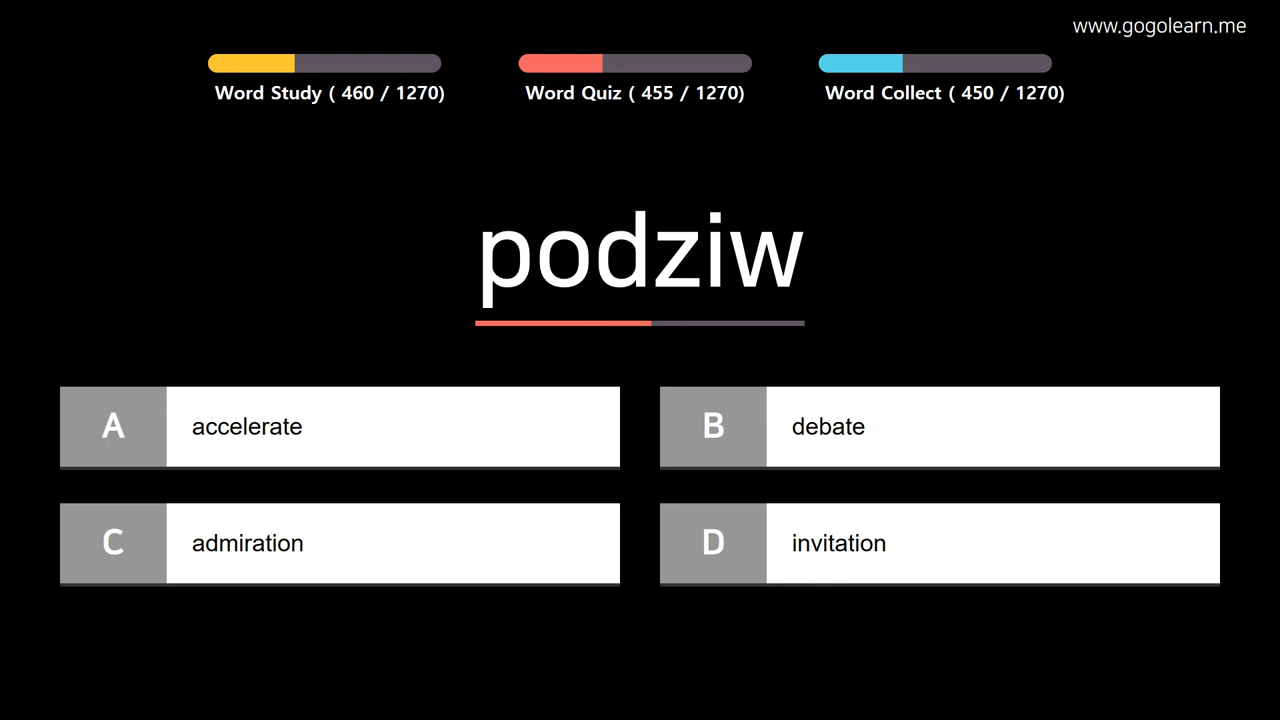 www.gogolearn.me
Word Study ( 460 / 1270)
Word Quiz ( 455 / 1270)
Word Collect ( 450 / 1270)
podziw
A
accelerate
B
debate
C
admiration
D
invitation